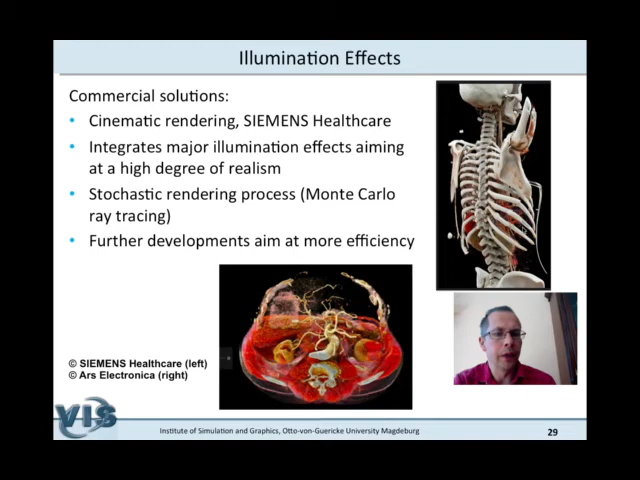 Illumination Effects
Commercial solutions:
• Cinematic rendering, SIEMENS Healthcare
• Integrates major illumination effects aiming
at a high degree of realism
• Stochastic rendering process (Monte Carlo
ray tracing)
• Further developments aim at more efficiency
© SIEMENS Healthcare (left)
© Ars Electronica (right)
VIS
Institute of Simulation and Graphics, Otto-von-Guericke University Magdeburg
29